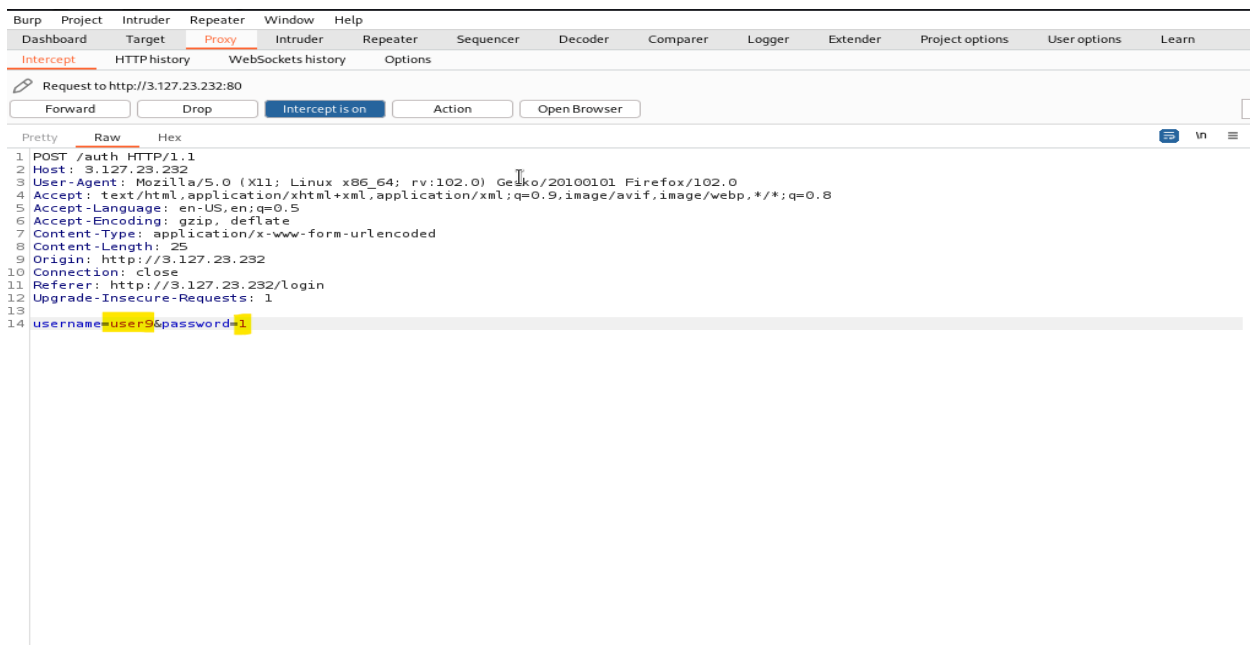 Burp Project Intruder Repeater Window Help
Dashboard Target Proxy Intruder Repeater Sequencer Decoder Comparer Logger Extender Project options User options Learn
Intercept HTTP history WebSockets history Options
Request to http://3.127.23.232:80
Forward Drop Intercept is on Action Open Browser
Pretty Raw Hex \n
1 POST /auth HTTP/1.1
2 Host: 3.127.23.232
3 User-Agent: Mozilla/5.0 (X11; Linux x86_64; rv:102.0) Gecko/20100101 Firefox/102.0
4 Accept: text/html,application/xhtml+xml,application/xml;q=0.9,image/avif,image/webp,*/*;q=0.8
5 Accept-Language: en-US,en;q=0.5
6 Accept-Encoding: gzip, deflate
7 Content-Type: application/x-www-form-urlencoded
8 Content-Length: 25
9 Origin: http://3.127.23.232
10 Connection: close
11 Referer: http://3.127.23.232/login
12 Upgrade-Insecure-Requests: 1
13
14 username=user9&password=1